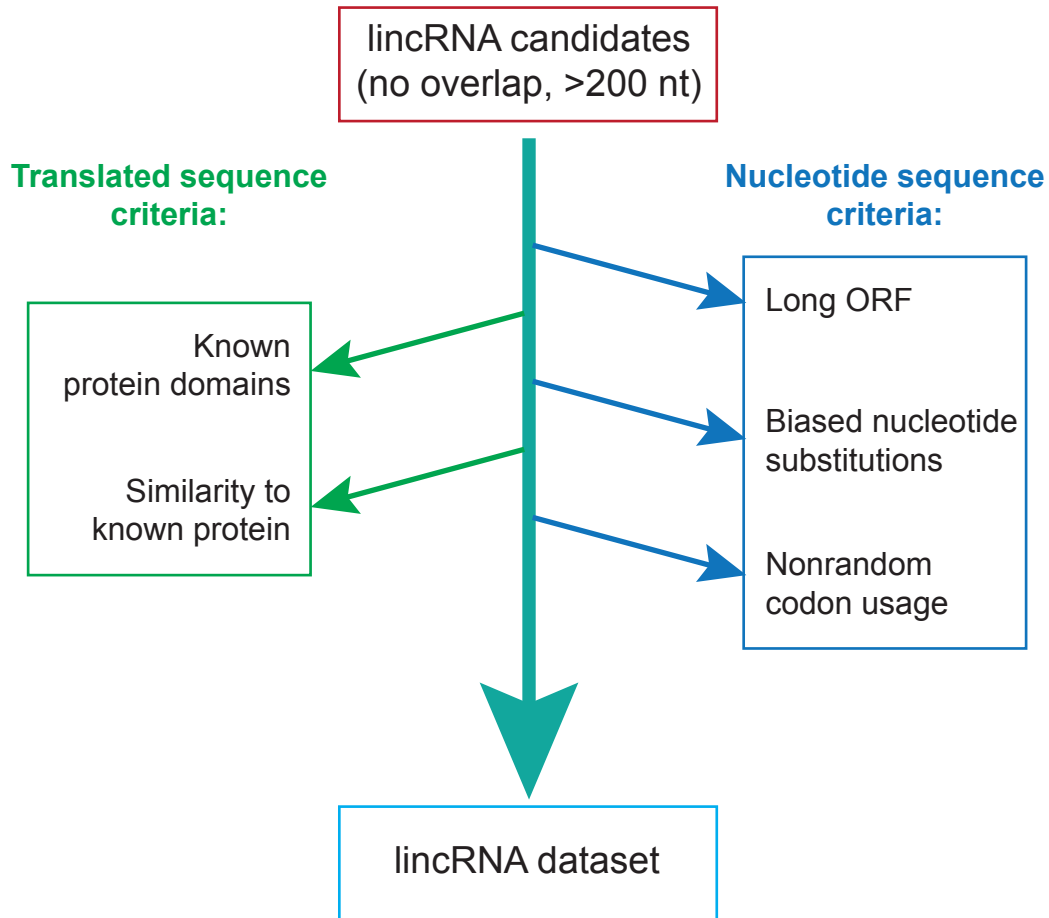 lincRNA candidates
(no overlap, >200 nt)
Translated sequence
criteria:
Known
protein domains
Similarity to
known protein
Nucleotide sequence
criteria:
Long ORF
Biased nucleotide
substitutions
Nonrandom
codon usage
lincRNA dataset